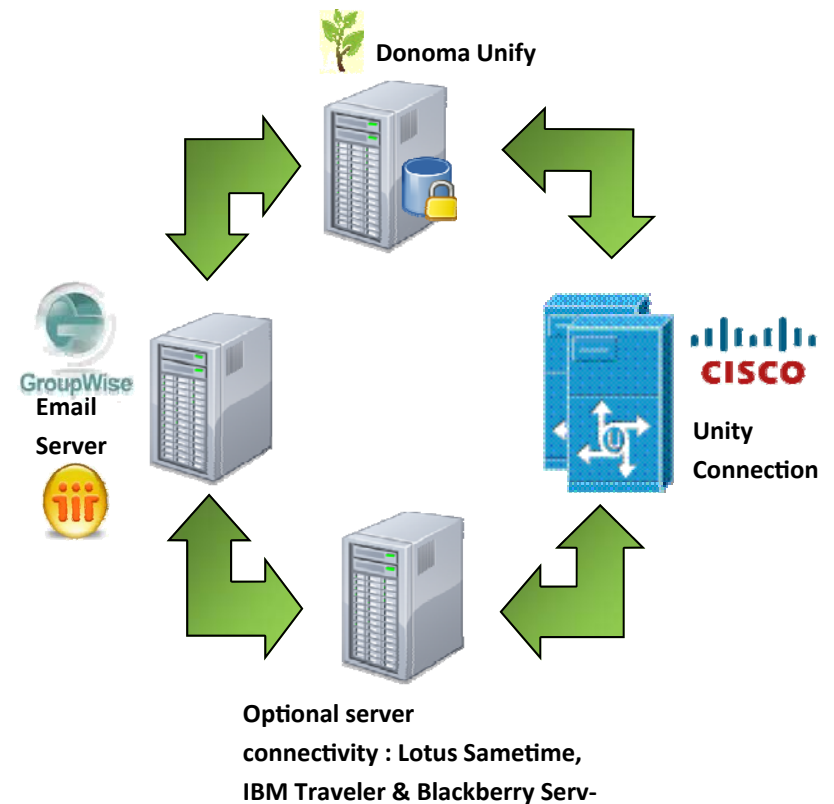 Donoma Unify
GroupWise
Email
Server
CISCO
Unity
Connection
U
Optional server
connectivity : Lotus Sametime,
IBM Traveler & Blackberry Serv-